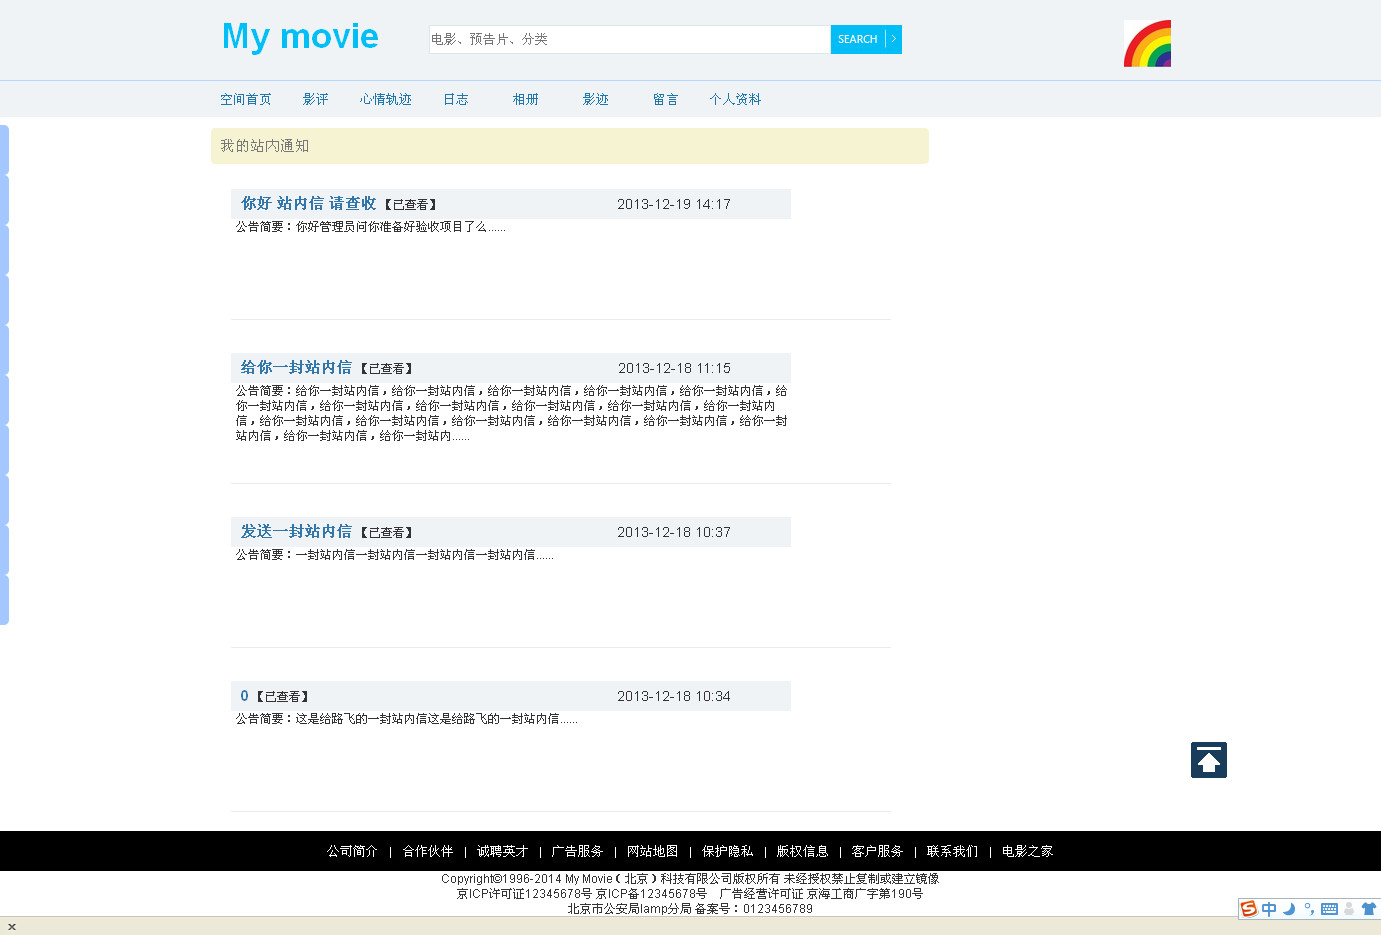 My movie
电影、预告片、分类
SEARCH
空间首页 影评 心情轨迹 日志 相册 影迹 留言 个人资料
我的站内通知
你好 站内信 请查收 【已查看】 2013-12-19 14:17
公告简要：你好管理员问你准备好验收项目了么......
给你一封站内信 【已查看】 2013-12-18 11:15
公告简要：给你一封站内信，给你一封站内信，给你一封站内信，给你一封站内信，给你一封站内信，给
你一封站内信，给你一封站内信，给你一封站内信，给你一封站内信，给你一封站内信，给你一封站内
信，给你一封站内信，给你一封站内信，给你一封站内信，给你一封站内信，给你一封站内信，给你一封
站内信，给你一封站内信，给你一封站内......
发送一封站内信 【已查看】 2013-12-18 10:37
公告简要：一封站内信一封站内信一封站内信一封站内信......
0 【已查看】 2013-12-18 10:34
公告简要：这是给路飞的一封站内信这是给路飞的一封站内信......
公司简介 | 合作伙伴 | 诚聘英才 | 广告服务 | 网站地图 | 保护隐私 | 版权信息 | 客户服务 | 联系我们 | 电影之家
Copyright©1996-2014 My Movie（北京）科技有限公司版权所有 未经授权禁止复制或建立镜像
京ICP许可证12345678号 京ICP备12345678号 广告经营许可证 京海工商广字第190号
北京市公安局lamp分局 备案号：0123456789
中